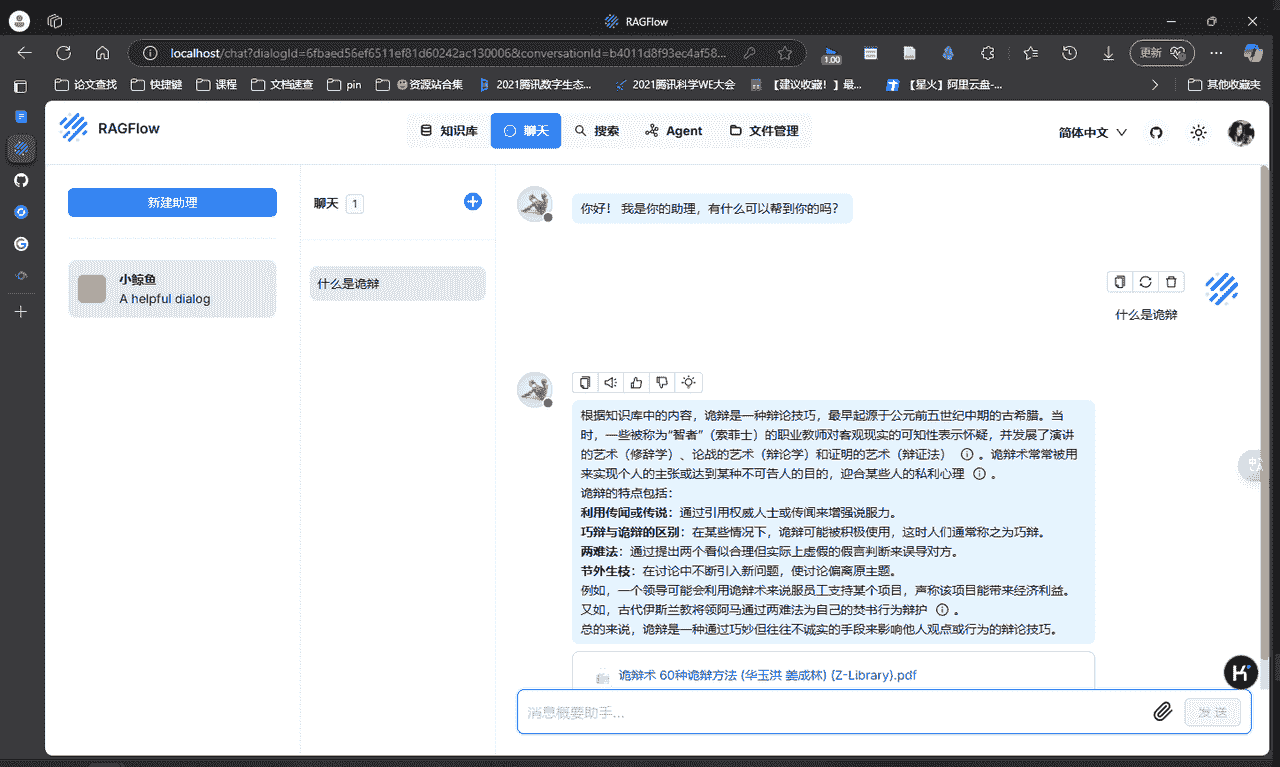 RAGFlow
localhost/chat?dialogId=6fbaed56ef6511ef81d60242ac130006&conversationId=b4011d8f93ec4af58...
1.00
更新
论文查找
快捷键
课程
文档速查
pin
资源站合集
2021腾讯数字生态...
2021腾讯科学WE大会
【建议收藏！】最...
【星火】阿里云盘-...
其他收藏夹
RAGFlow
知识库
聊天
搜索
Agent
文件管理
简体中文
新建助理
小鲸鱼
A helpful dialog
聊天 1
什么是诡辩
你好！ 我是你的助理，有什么可以帮到你的吗？
什么是诡辩
根据知识库中的内容，诡辩是一种辩论技巧，最早起源于公元前五世纪中期的古希腊。当
时，一些被称为“智者”（索菲士）的职业教师对客观现实的可知性表示怀疑，并发展了演讲
的艺术（修辞学）、论战的艺术（辩论学）和证明的艺术（辩证法） 。诡辩术常常被用
来实现个人的主张或达到某种不可告人的目的，迎合某些人的私利心理 。
诡辩的特点包括：
利用传闻或传说：通过引用权威人士或传闻来增强说服力。
巧辩与诡辩的区别：在某些情况下，诡辩可能被积极使用，这时人们通常称之为巧辩。
两难法：通过提出两个看似合理但实际上虚假的假言判断来误导对方。
节外生枝：在讨论中不断引入新问题，使讨论偏离原主题。
例如，一个领导可能会利用诡辩术来说服员工支持某个项目，声称该项目能带来经济利益。
又如，古代伊斯兰教将领阿马通过两难法为自己的焚书行为辩护 。
总的来说，诡辩是一种通过巧妙但往往不诚实的手段来影响他人观点或行为的辩论技巧。
诡辩术 60种诡辩方法 (华玉洪 姜成林) (Z-Library).pdf
消息概要助手...
发 送